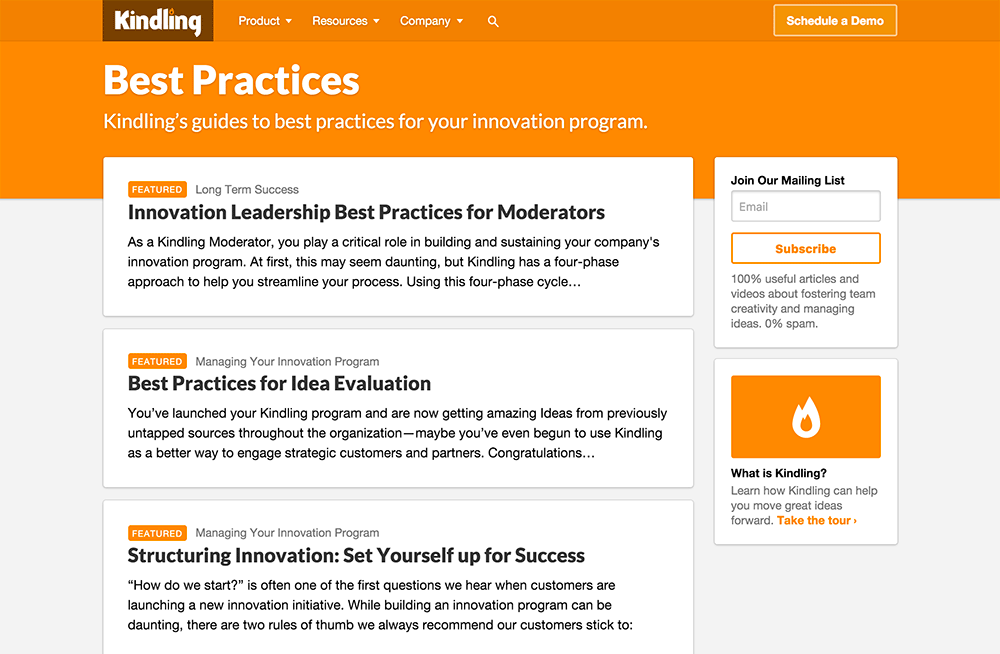 Kindling
Product
Resources
Company
Schedule a Demo
Best Practices
Kindling’s guides to best practices for your innovation program.
FEATURED Long Term Success
Innovation Leadership Best Practices for Moderators
As a Kindling Moderator, you play a critical role in building and sustaining your company's
innovation program. At first, this may seem daunting, but Kindling has a four-phase
approach to help you streamline your process. Using this four-phase cycle…
FEATURED Managing Your Innovation Program
Best Practices for Idea Evaluation
You’ve launched your Kindling program and are now getting amazing Ideas from previously
untapped sources throughout the organization—maybe you’ve even begun to use Kindling
as a better way to engage strategic customers and partners. Congratulations…
FEATURED Managing Your Innovation Program
Structuring Innovation: Set Yourself up for Success
“How do we start?” is often one of the first questions we hear when customers are
launching a new innovation initiative. While building an innovation program can be
daunting, there are two rules of thumb we always recommend our customers stick to:
Join Our Mailing List
Email
Subscribe
100% useful articles and
videos about fostering team
creativity and managing
ideas. 0% spam.
What is Kindling?
Learn how Kindling can help
you move great ideas
forward. Take the tour ›